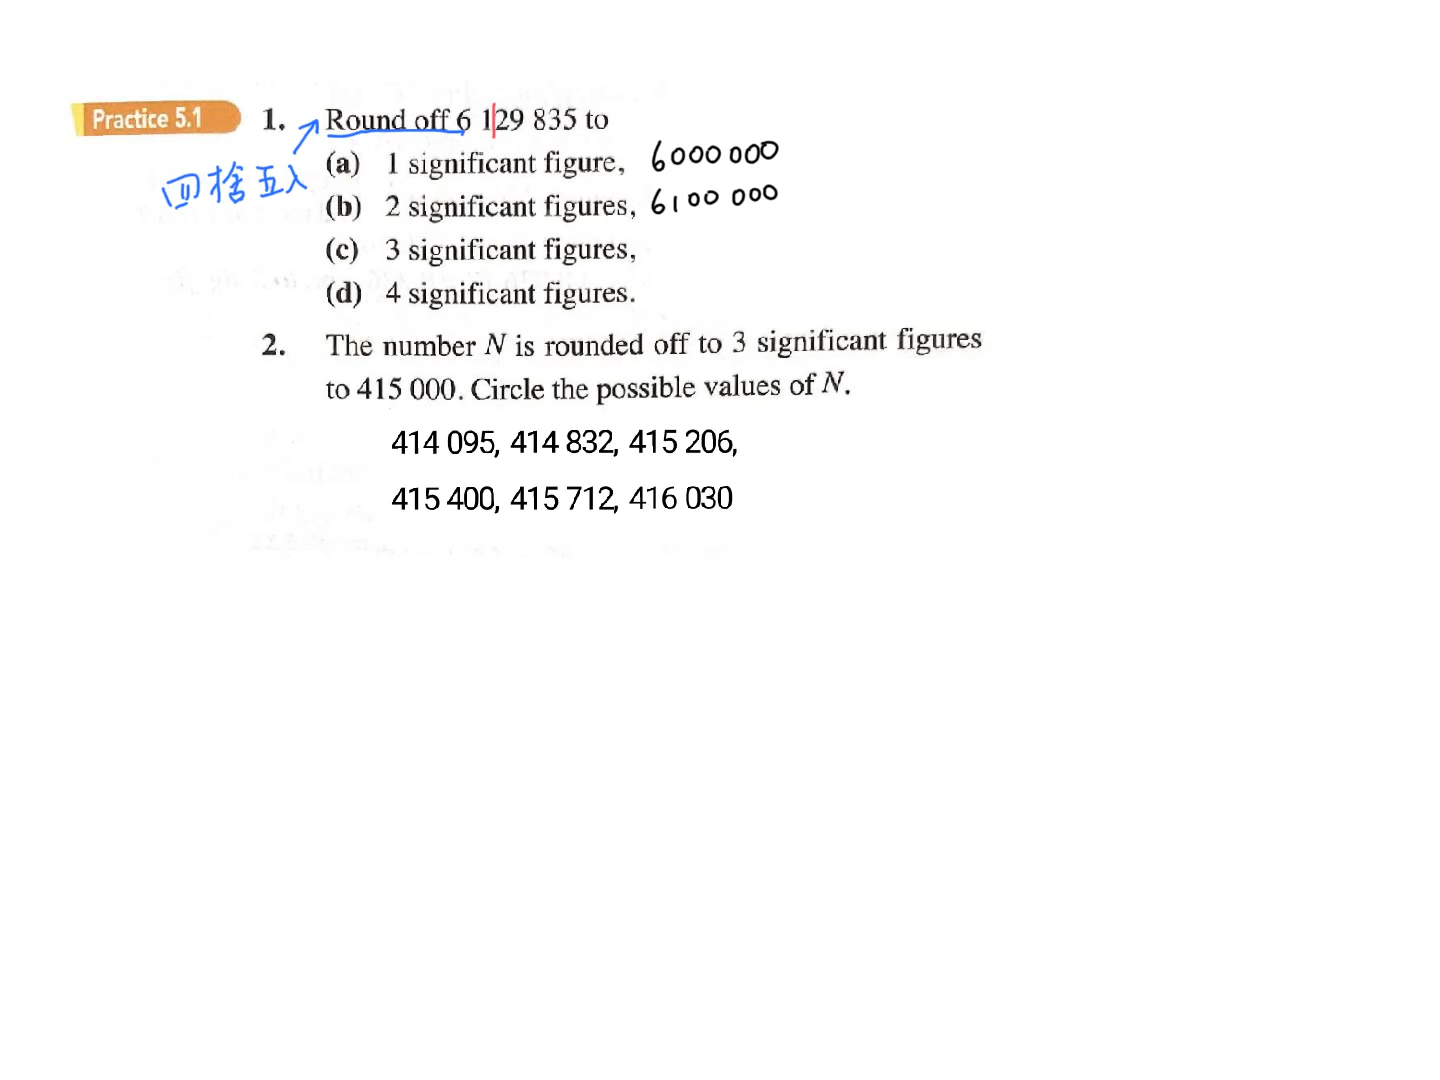 Practice 5.1
1. Round off 6 129 835 to
四捨五入
(a) 1 significant figure, 6000 000
(b) 2 significant figures, 6100 000
(c) 3 significant figures,
(d) 4 significant figures.
2. The number N is rounded off to 3 significant figures
to 415 000. Circle the possible values of N.
414 095, 414 832, 415 206,
415 400, 415 712, 416 030